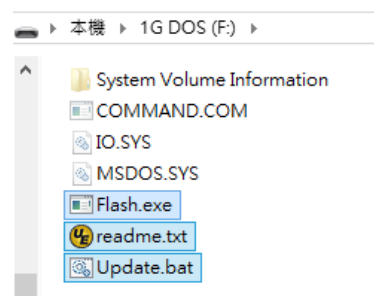 本機 1G DOS (F:)
System Volume Information
COMMAND.COM
IO.SYS
MSDOS.SYS
Flash.exe
UE readme.txt
Update.bat